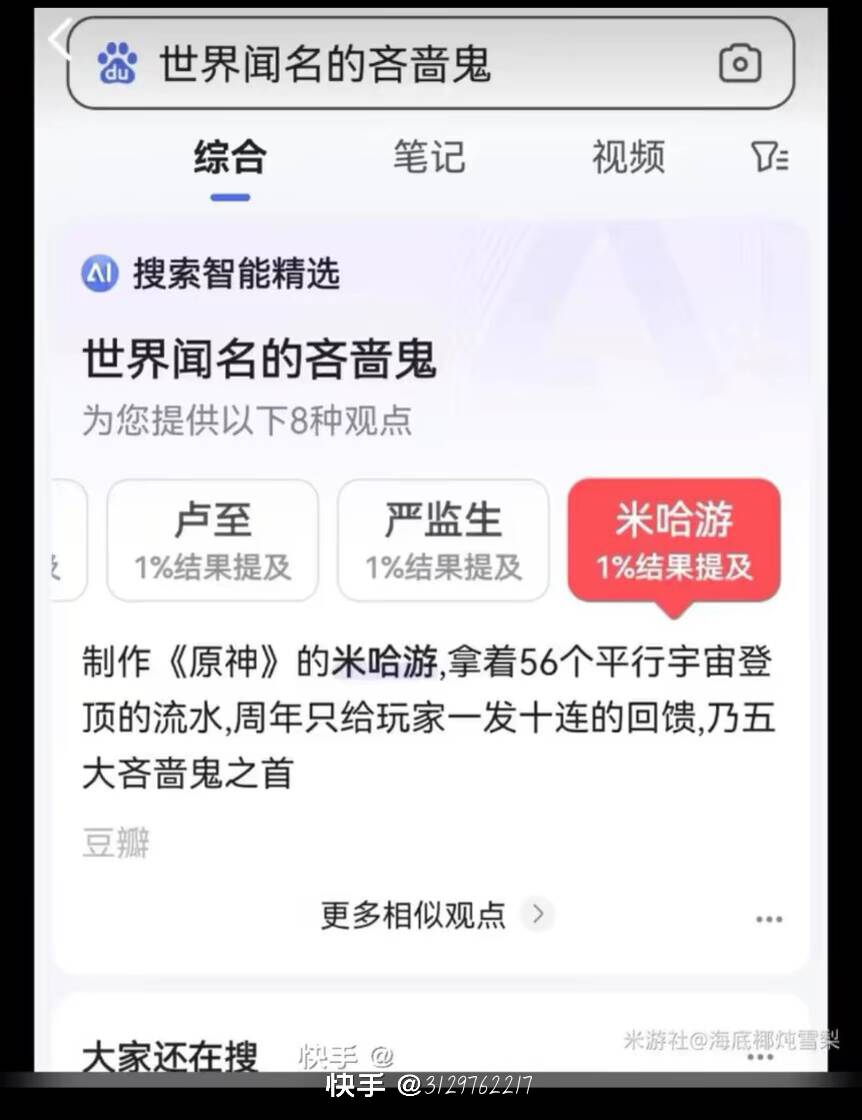 du 世界闻名的吝啬鬼
综合 笔记 视频
AI 搜索智能精选
世界闻名的吝啬鬼
为您提供以下8种观点
卢至 严监生 米哈游
1%结果提及 1%结果提及 1%结果提及
制作《原神》的米哈游,拿着56个平行宇宙登
顶的流水,周年只给玩家一发十连的回馈,乃五
大吝啬鬼之首
豆瓣
更多相似观点
米游社@海底椰炖雪梨
大家还在搜 快手 @
快手 @3129762217